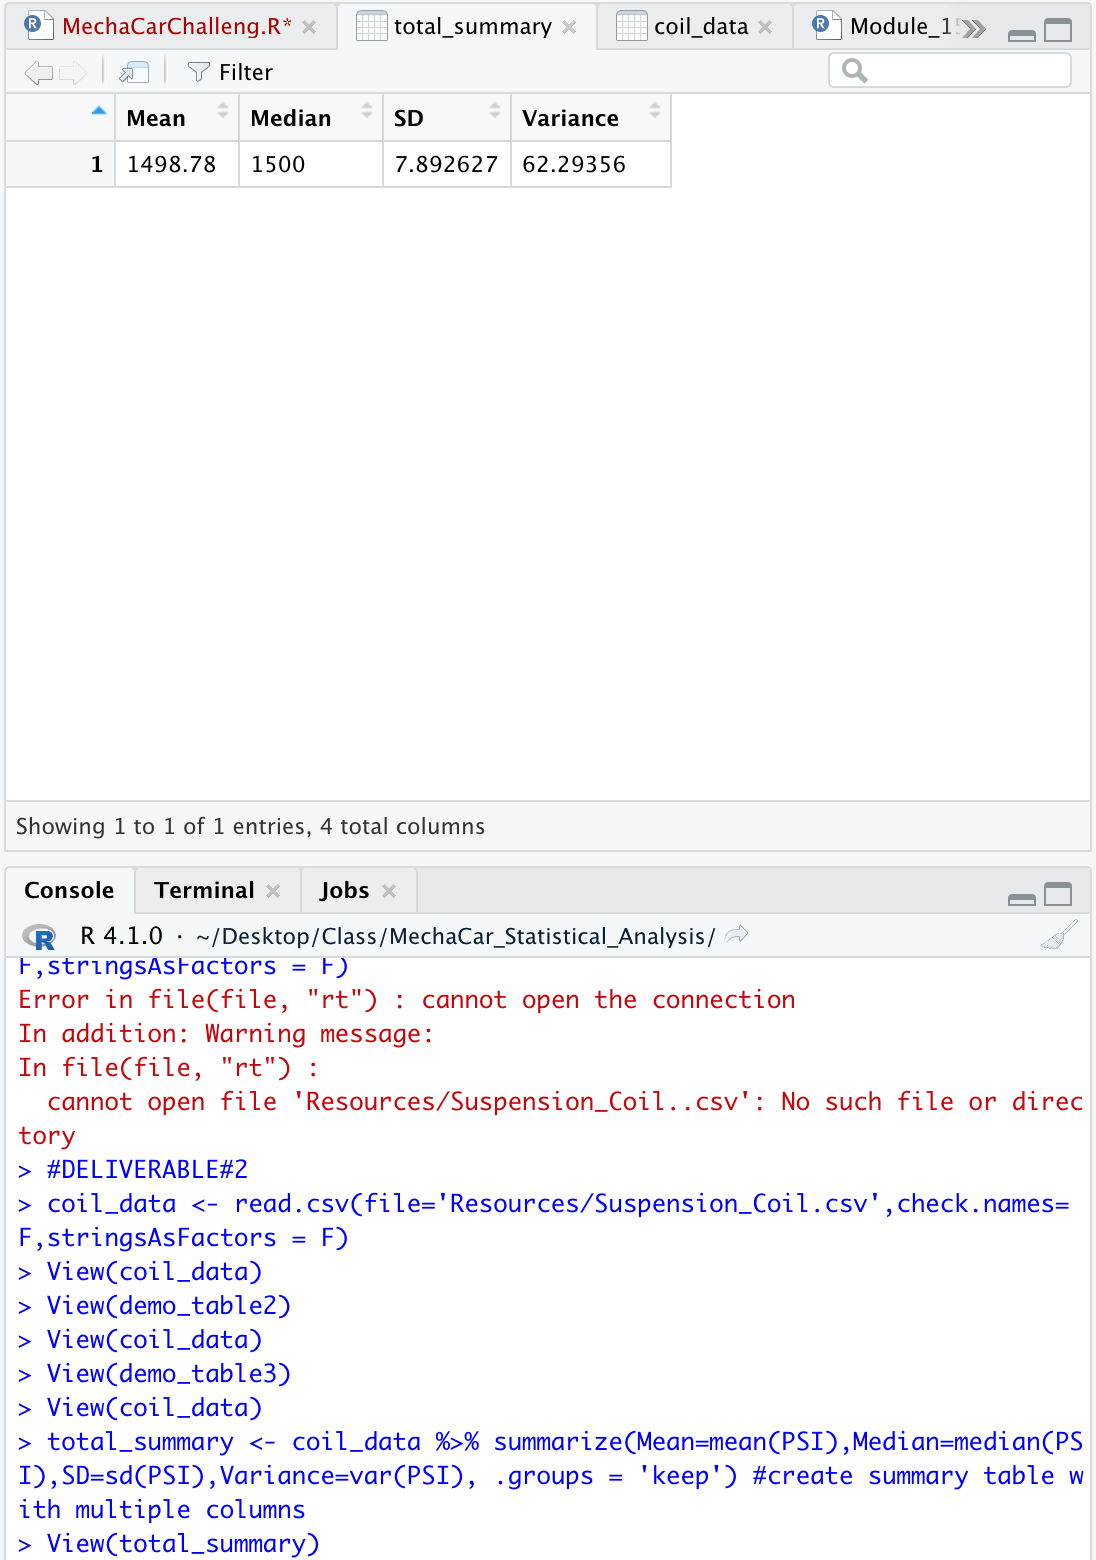 MechaCarChalleng.R* total_summary coil_data Module_1
Filter
Mean Median SD Variance
1 1498.78 1500 7.892627 62.29356
Showing 1 to 1 of 1 entries, 4 total columns
Console Terminal Jobs
R 4.1.0 · ~/Desktop/Class/MechaCar_Statistical_Analysis/
F,stringsAsFactors = F)
Error in file(file, "rt") : cannot open the connection
In addition: Warning message:
In file(file, "rt") :
  cannot open file 'Resources/Suspension_Coil..csv': No such file or direc
tory
> #DELIVERABLE#2
> coil_data <- read.csv(file='Resources/Suspension_Coil.csv',check.names=
F,stringsAsFactors = F)
> View(coil_data)
> View(demo_table2)
> View(coil_data)
> View(demo_table3)
> View(coil_data)
> total_summary <- coil_data %>% summarize(Mean=mean(PSI),Median=median(PS
I),SD=sd(PSI),Variance=var(PSI), .groups = 'keep') #create summary table w
ith multiple columns
> View(total_summary)